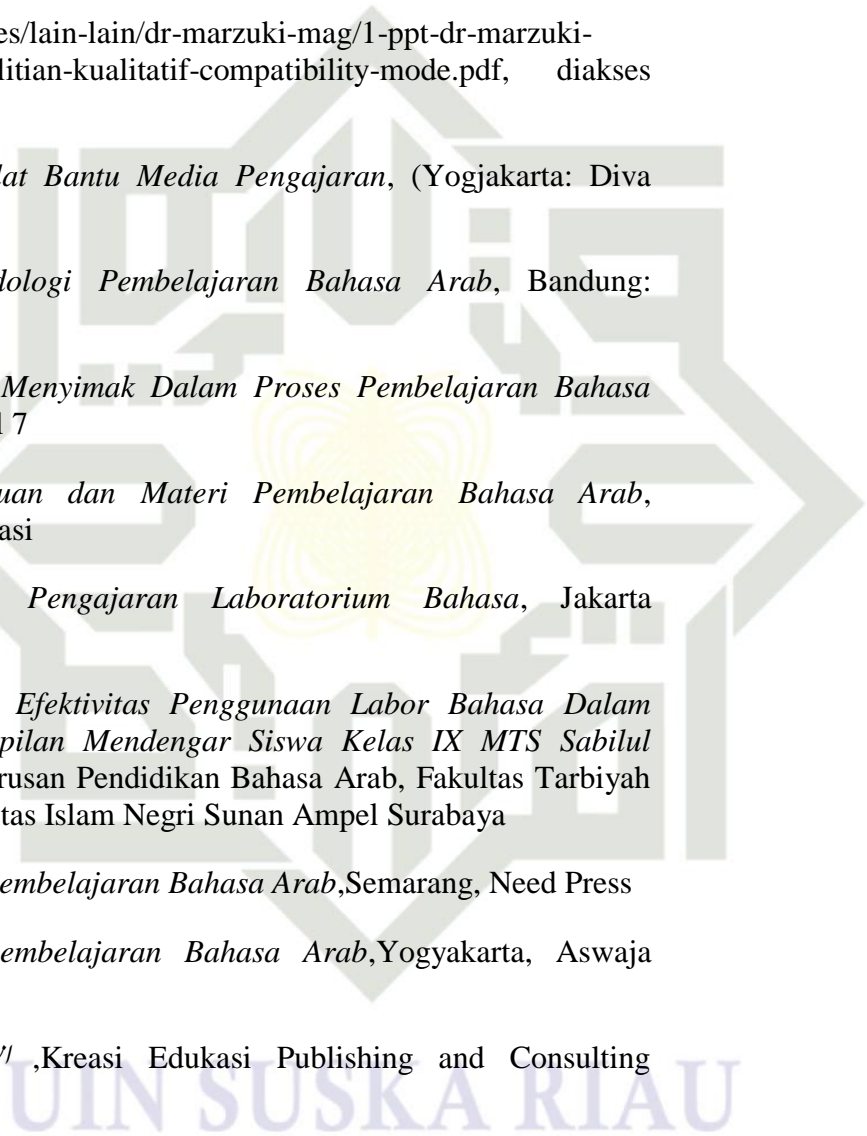 es/lain-lain/dr-marzuki-mag/1-ppt-dr-marzuki-
litian-kualitatif-compatibility-mode.pdf, diakses
lat Bantu Media Pengajaran, (Yogjakarta: Diva
dologi Pembelajaran Bahasa Arab, Bandung:
Menyimak Dalam Proses Pembelajaran Bahasa
l 7
uan dan Materi Pembelajaran Bahasa Arab,
asi
Pengajaran Laboratorium Bahasa, Jakarta
Efektivitas Penggunaan Labor Bahasa Dalam
pilan Mendengar Siswa Kelas IX MTS Sabilul
rusan Pendidikan Bahasa Arab, Fakultas Tarbiyah
tas Islam Negri Sunan Ampel Surabaya
embelajaran Bahasa Arab,Semarang, Need Press
embelajaran Bahasa Arab,Yogyakarta, Aswaja
,Kreasi Edukasi Publishing and Consulting
UIN SUSKA RIAU